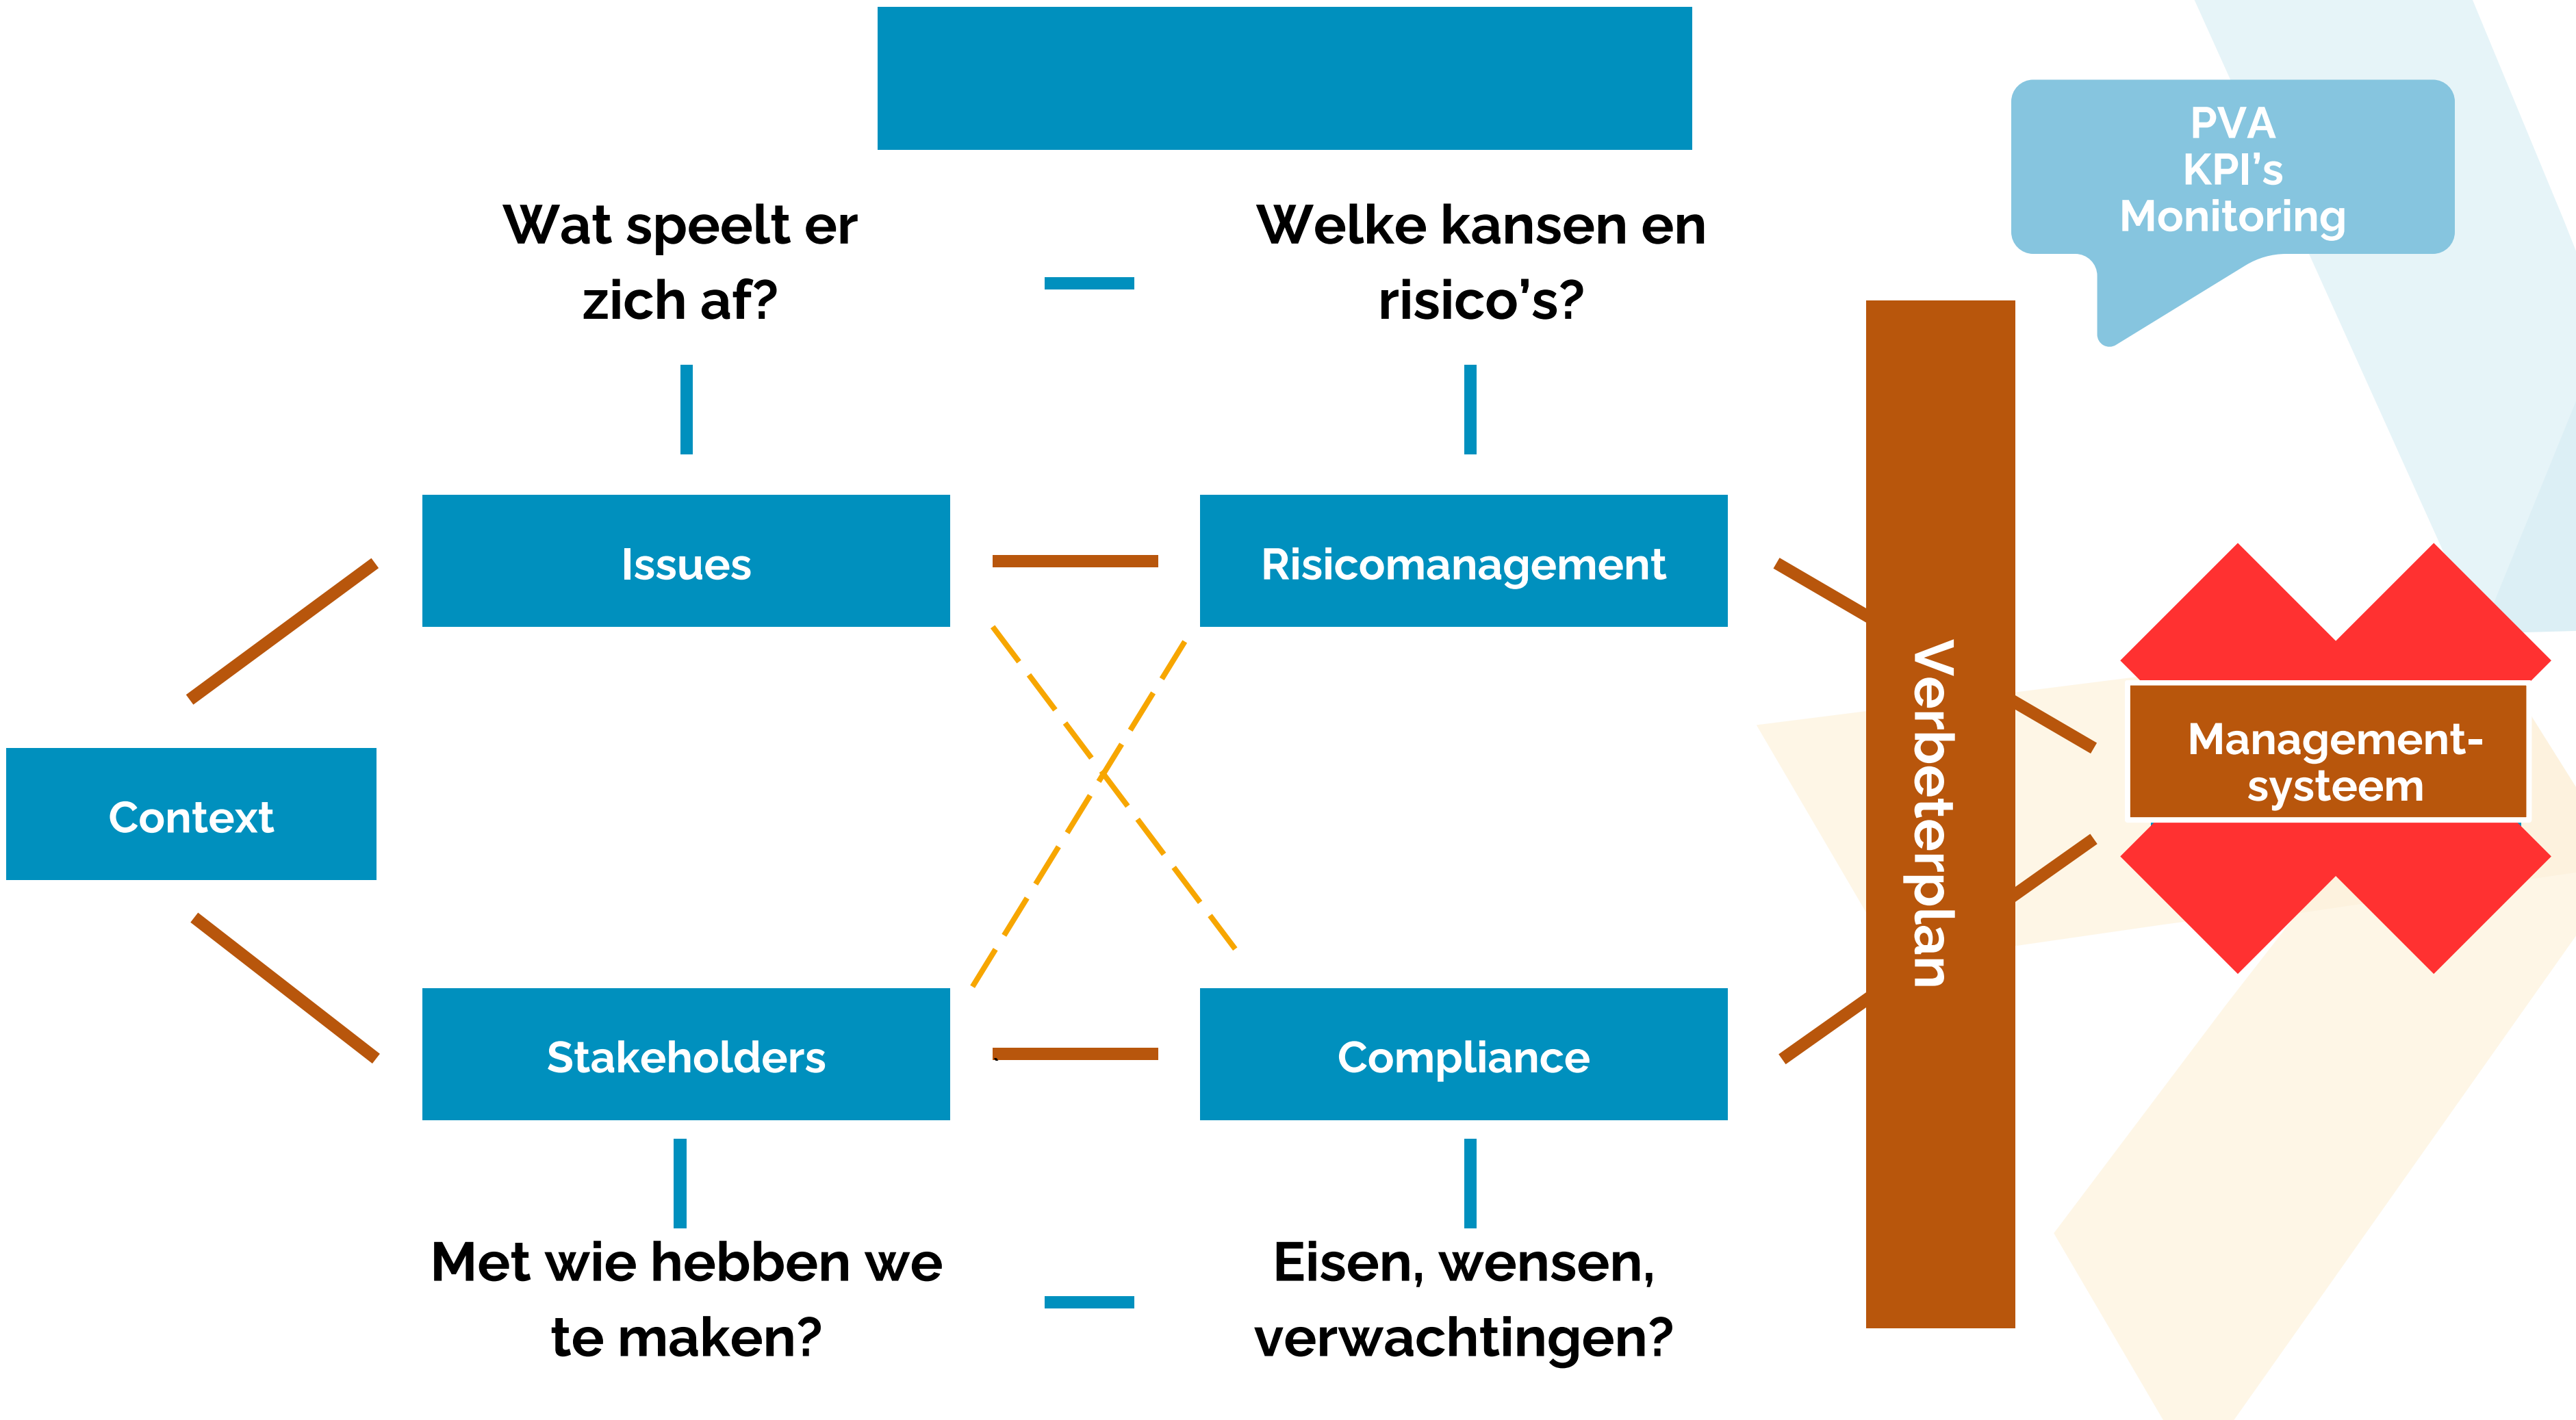 PVA
KPI's
Monitoring
Wat speelt er
zich af?
Welke kansen en
risico's?
Issues
Risicomanagement
Context
Verbeterplan
Management-
systeem
Stakeholders
Compliance
Met wie hebben we
te maken?
Eisen, wensen,
verwachtingen?